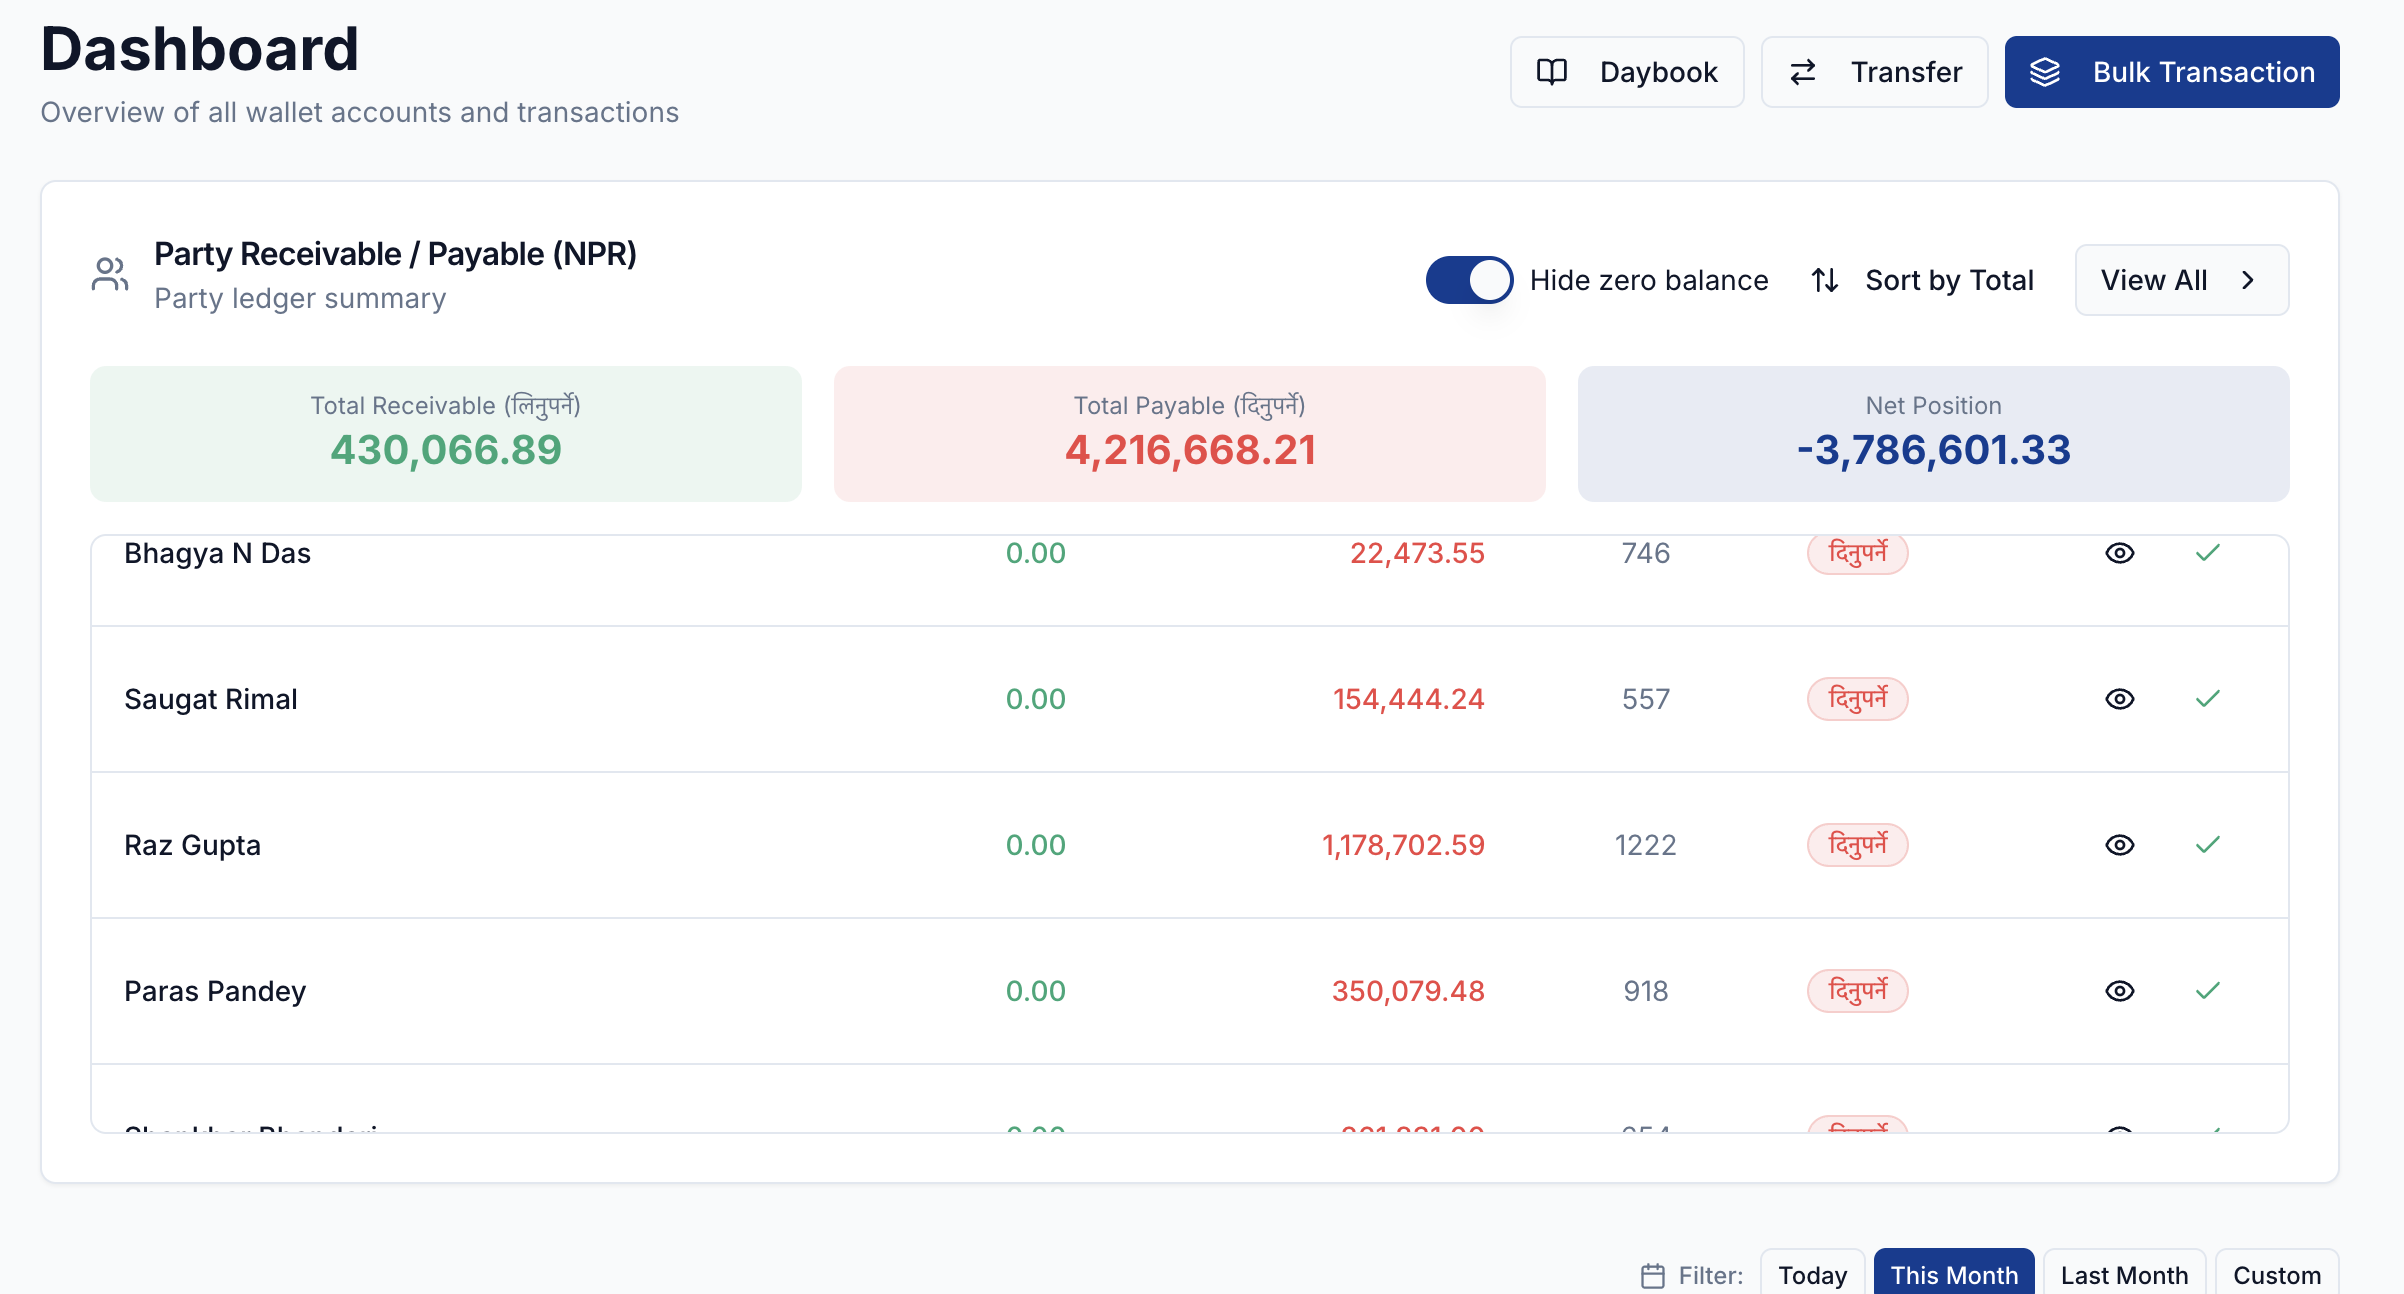 Dashboard
Overview of all wallet accounts and transactions
Daybook
Transfer
Bulk Transaction
Party Receivable / Payable (NPR)
Party ledger summary
Hide zero balance
Sort by Total
View All
Total Receivable (लिनुपर्ने)
430,066.89
Total Payable (दिनुपर्ने)
4,216,668.21
Net Position
-3,786,601.33
Bhagya N Das 0.00 22,473.55 746 दिनुपर्ने
Saugat Rimal 0.00 154,444.24 557 दिनुपर्ने
Raz Gupta 0.00 1,178,702.59 1222 दिनुपर्ने
Paras Pandey 0.00 350,079.48 918 दिनुपर्ने
Filter: Today This Month Last Month Custom